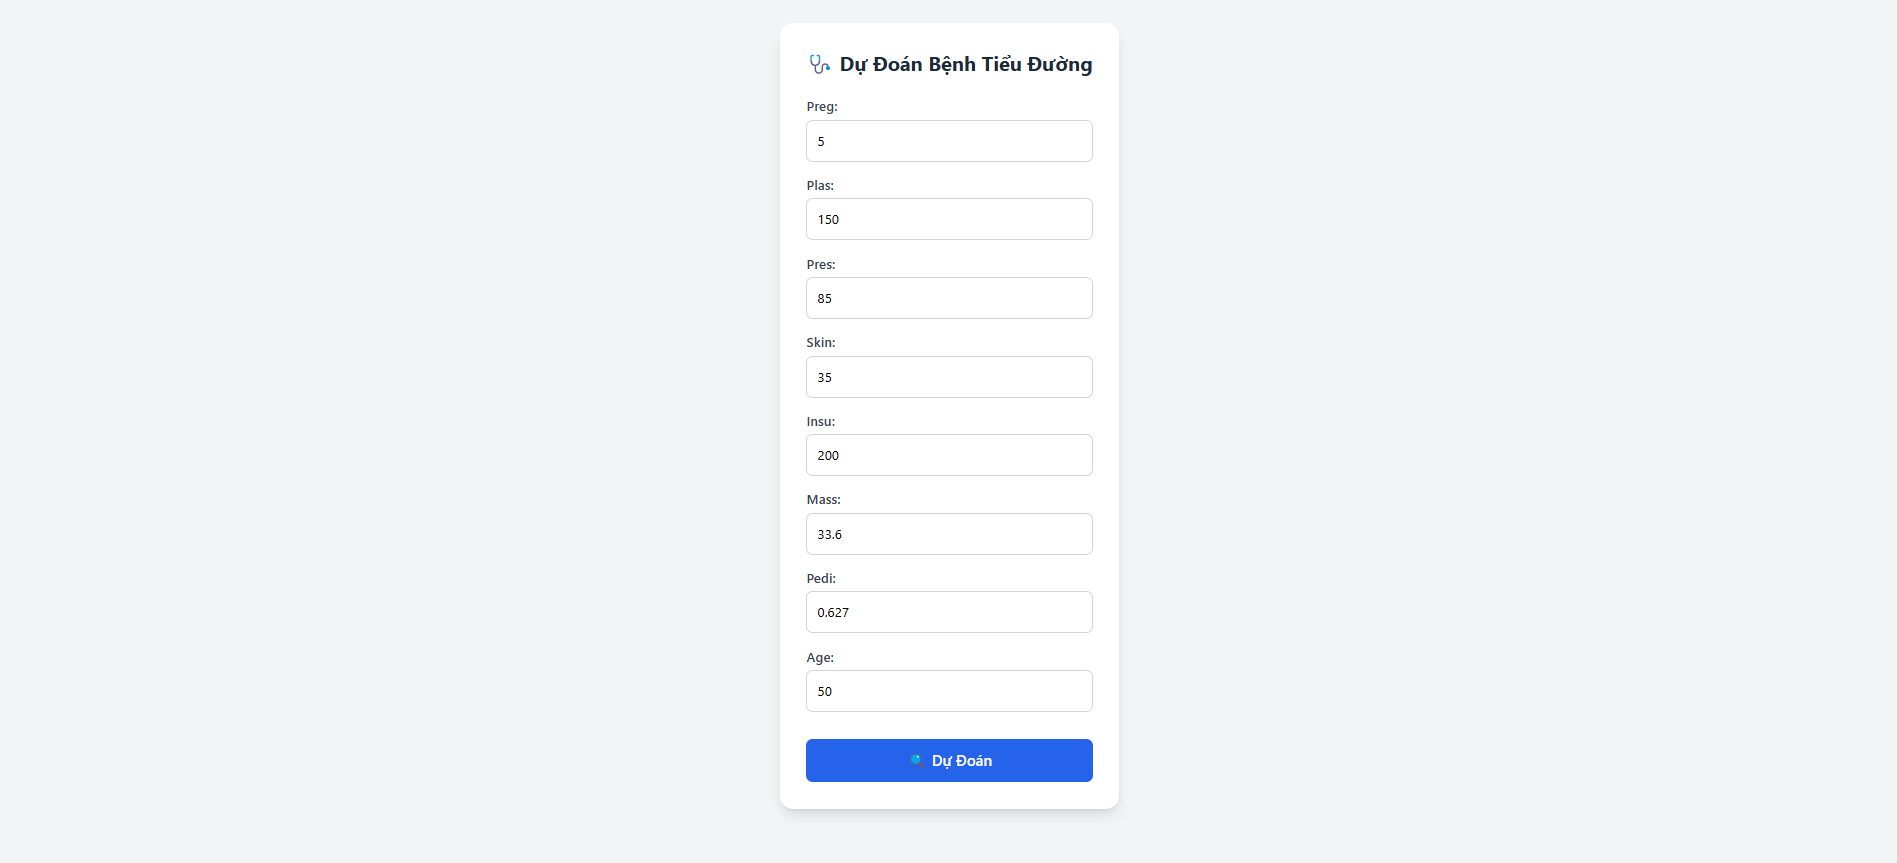 Dự Đoán Bệnh Tiểu Đường
Preg:
5
Plas:
150
Pres:
85
Skin:
35
Insu:
200
Mass:
33.6
Pedi:
0.627
Age:
50
Dự Đoán